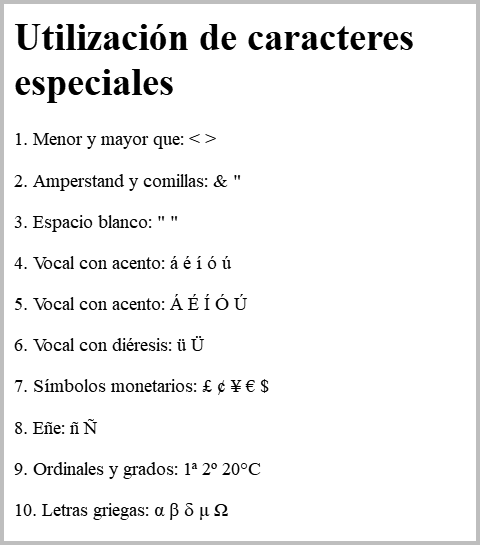 Utilización de caracteres
especiales
1. Menor y mayor que: < >
2. Amperstand y comillas: & "
3. Espacio blanco: " "
4. Vocal con acento: á é í ó ú
5. Vocal con acento: Á É Í Ó Ú
6. Vocal con diéresis: ü Ü
7. Símbolos monetarios: £ ¢ ¥ € $
8. Eñe: ñ Ñ
9. Ordinales y grados: 1ª 2º 20°C
10. Letras griegas: α β δ μ Ω